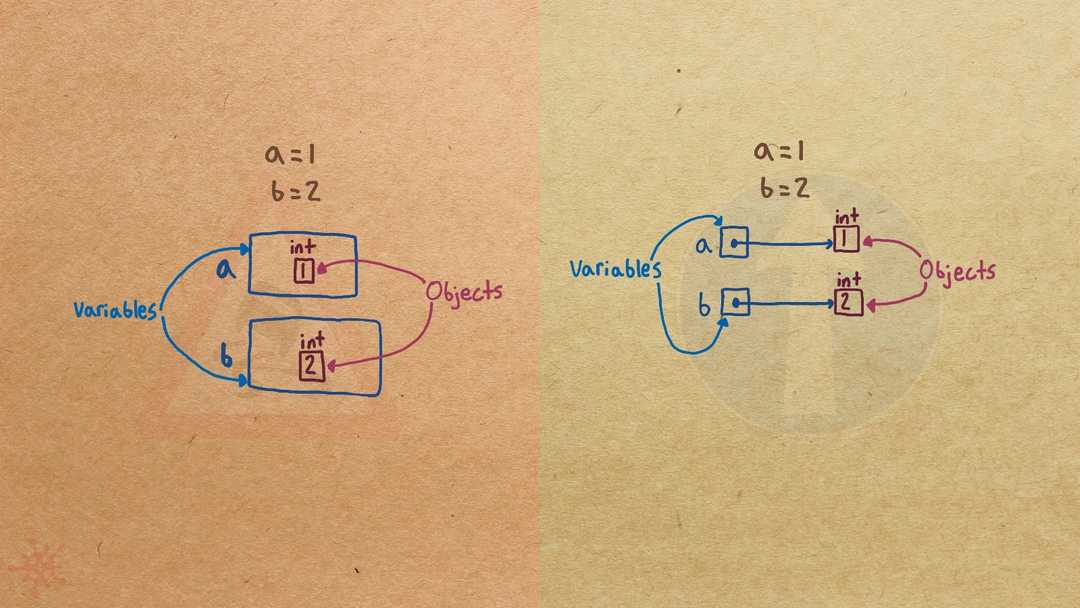 a=1
b=2
int
a
1
Variables
Objects
int
b
2
a=1
b=2
int
a
1
Variables
Objects
int
b
2